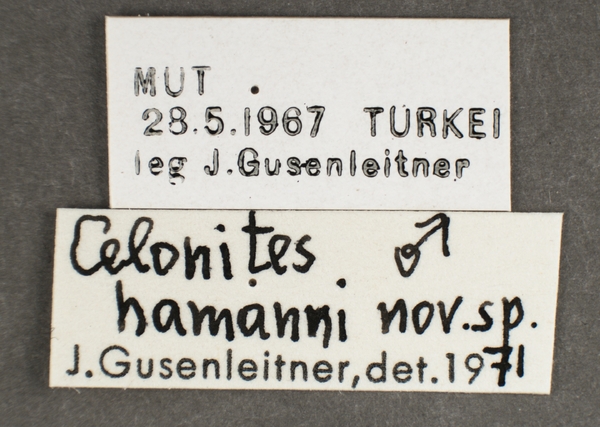 MUT
28.5.1967 TURKEI
leg J.Gusenleitner
Celonites ♂
hamanni nov.sp.
J.Gusenleitner,det.1971